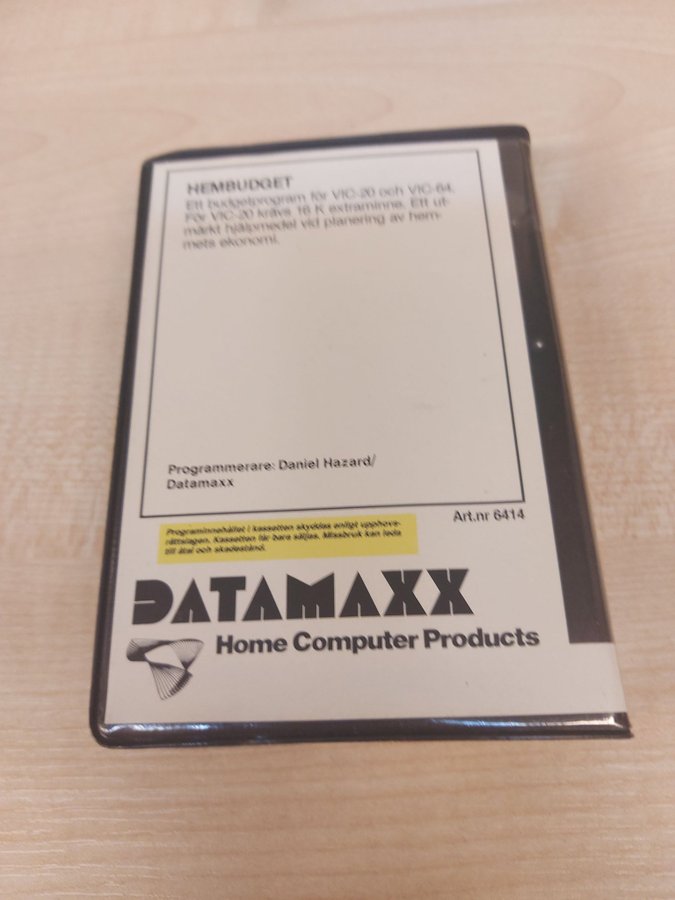 HEMBUDGET
Ett budgetprogram för VIC-20 och VIC-64.
För VIC-20 krävs 16 K extraminne. Ett ut-
märkt hjälpmedel vid planering av hem-
mets ekonomi.
Programmerare: Daniel Hazard/
Datamaxx
Art.nr 6414
Programinnehållet i kassetten skyddas enligt upphovs-
rättslagen. Kassetten får bara säljas. Missbruk kan leda
till åtal och skadestånd.
DATAMAXX
Home Computer Products